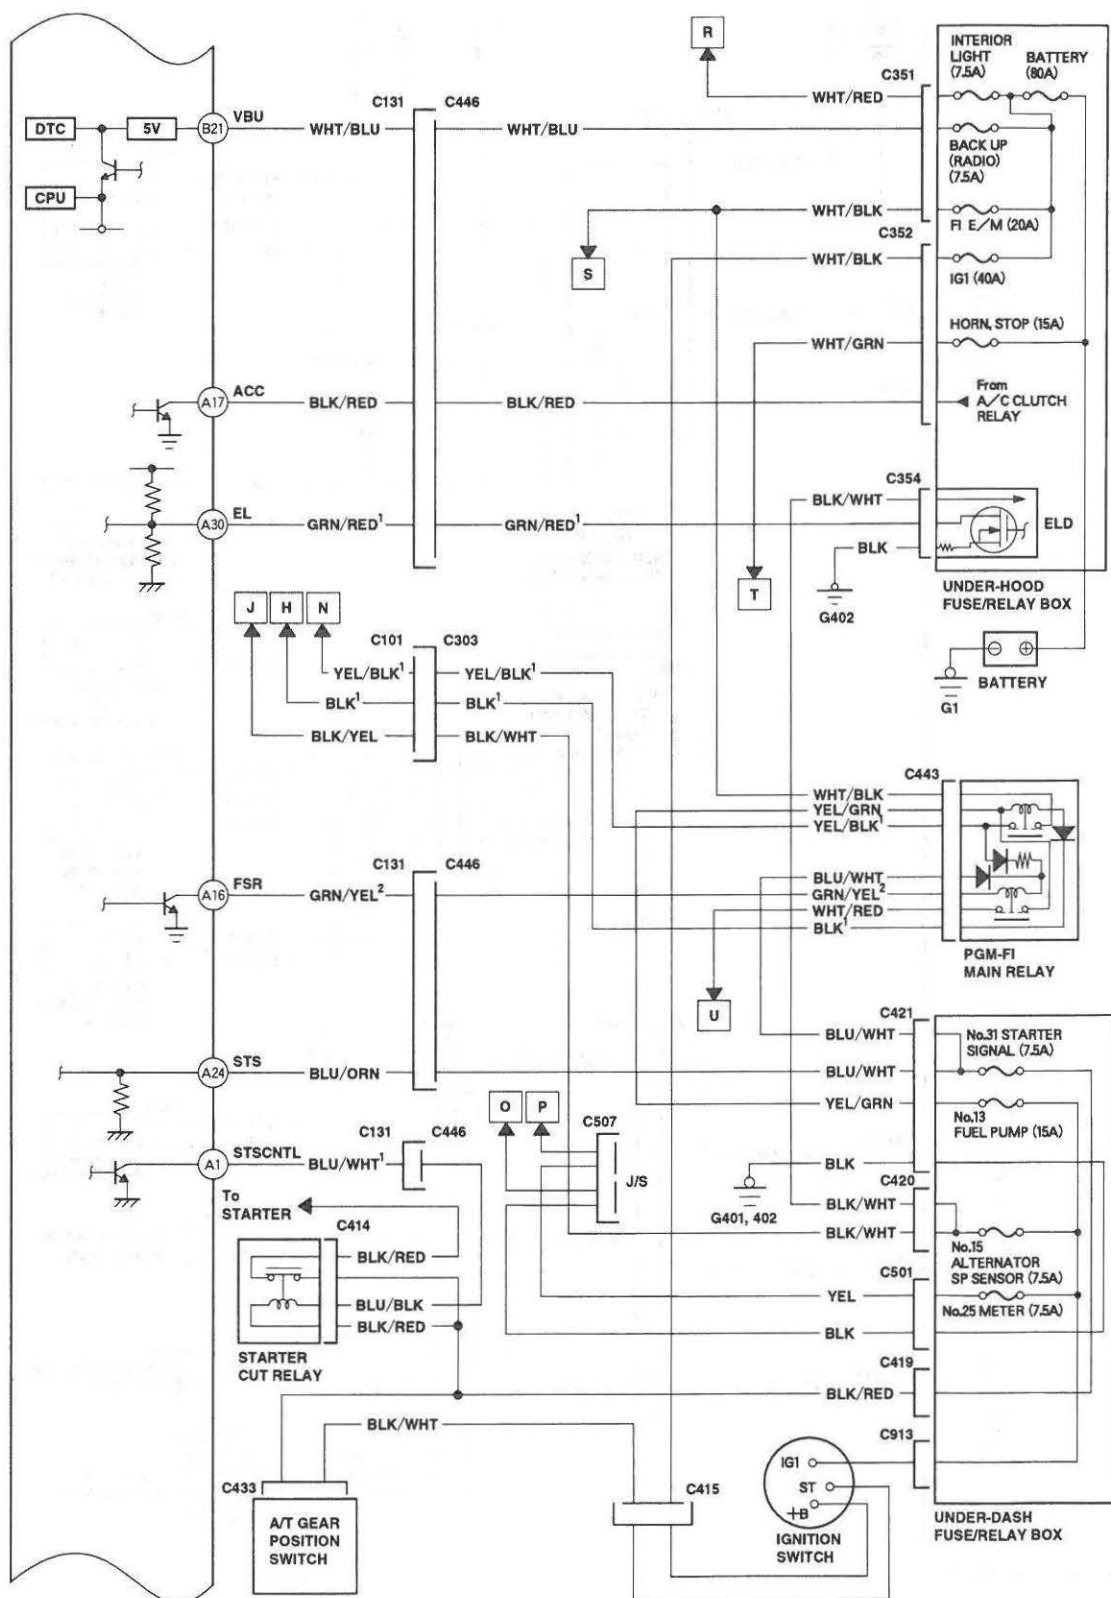 R
INTERIOR
LIGHT
(7.5A)
BATTERY
(80A)
C351
WHT/RED
C131
C446
DTC
5V
B21
VBU
WHT/BLU
WHT/BLU
BACK UP
(RADIO)
(7.5A)
CPU
WHT/BLK
FI E/M (20A)
C352
S
WHT/BLK
IG1 (40A)
HORN, STOP (15A)
WHT/GRN
A17
ACC
BLK/RED
BLK/RED
From
A/C CLUTCH
RELAY
C354
BLK/WHT
A30
EL
GRN/RED¹
GRN/RED¹
ELD
BLK
T
G402
UNDER-HOOD
FUSE/RELAY BOX
J
H
N
C101
C303
YEL/BLK¹
YEL/BLK¹
BLK¹
BLK¹
BLK/YEL
BLK/WHT
BATTERY
G1
C443
WHT/BLK
YEL/GRN
YEL/BLK¹
C131
C446
BLU/WHT
A16
FSR
GRN/YEL²
GRN/YEL²
WHT/RED
BLK¹
PGM-FI
MAIN RELAY
U
C421
BLU/WHT
No.31 STARTER
SIGNAL (7.5A)
A24
STS
BLU/ORN
BLU/WHT
O
P
YEL/GRN
No.13
FUEL PUMP (15A)
C131
C446
C507
A1
STSCNTL
BLU/WHT¹
BLK
J/S
C420
G401, 402
To
STARTER
BLK/WHT
C414
BLK/WHT
No.15
ALTERNATOR
SP SENSOR (7.5A)
BLK/RED
C501
YEL
No.25 METER (7.5A)
BLU/BLK
BLK/RED
BLK
STARTER
CUT RELAY
C419
BLK/RED
BLK/WHT
C913
IG1
ST
+B
C433
C415
A/T GEAR
POSITION
SWITCH
IGNITION
SWITCH
UNDER-DASH
FUSE/RELAY BOX